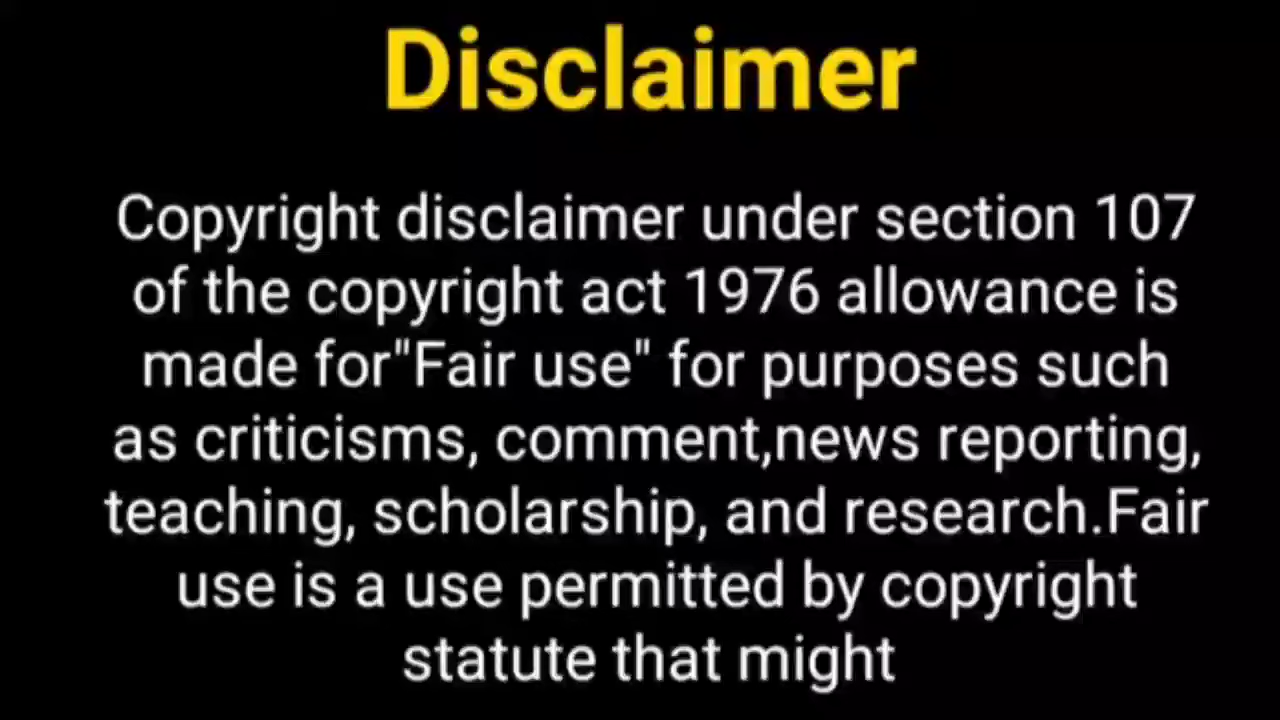 Disclaimer
Copyright disclaimer under section 107
of the copyright act 1976 allowance is
made for"Fair use" for purposes such
as criticisms, comment,news reporting,
teaching, scholarship, and research.Fair
use is a use permitted by copyright
statute that might